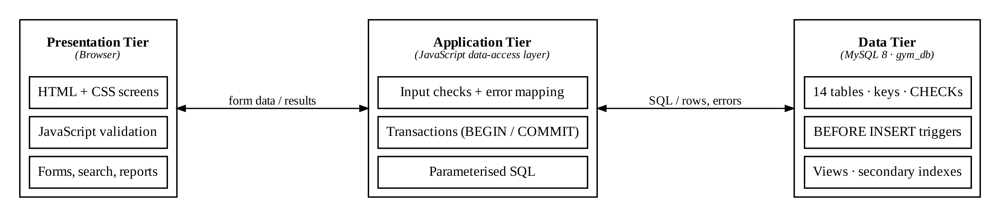 Presentation Tier
(Browser)
HTML + CSS screens
JavaScript validation
Forms, search, reports
form data / results
Application Tier
(JavaScript data-access layer)
Input checks + error mapping
Transactions (BEGIN / COMMIT)
Parameterised SQL
SQL / rows, errors
Data Tier
(MySQL 8 · gym_db)
14 tables · keys · CHECKs
BEFORE INSERT triggers
Views · secondary indexes